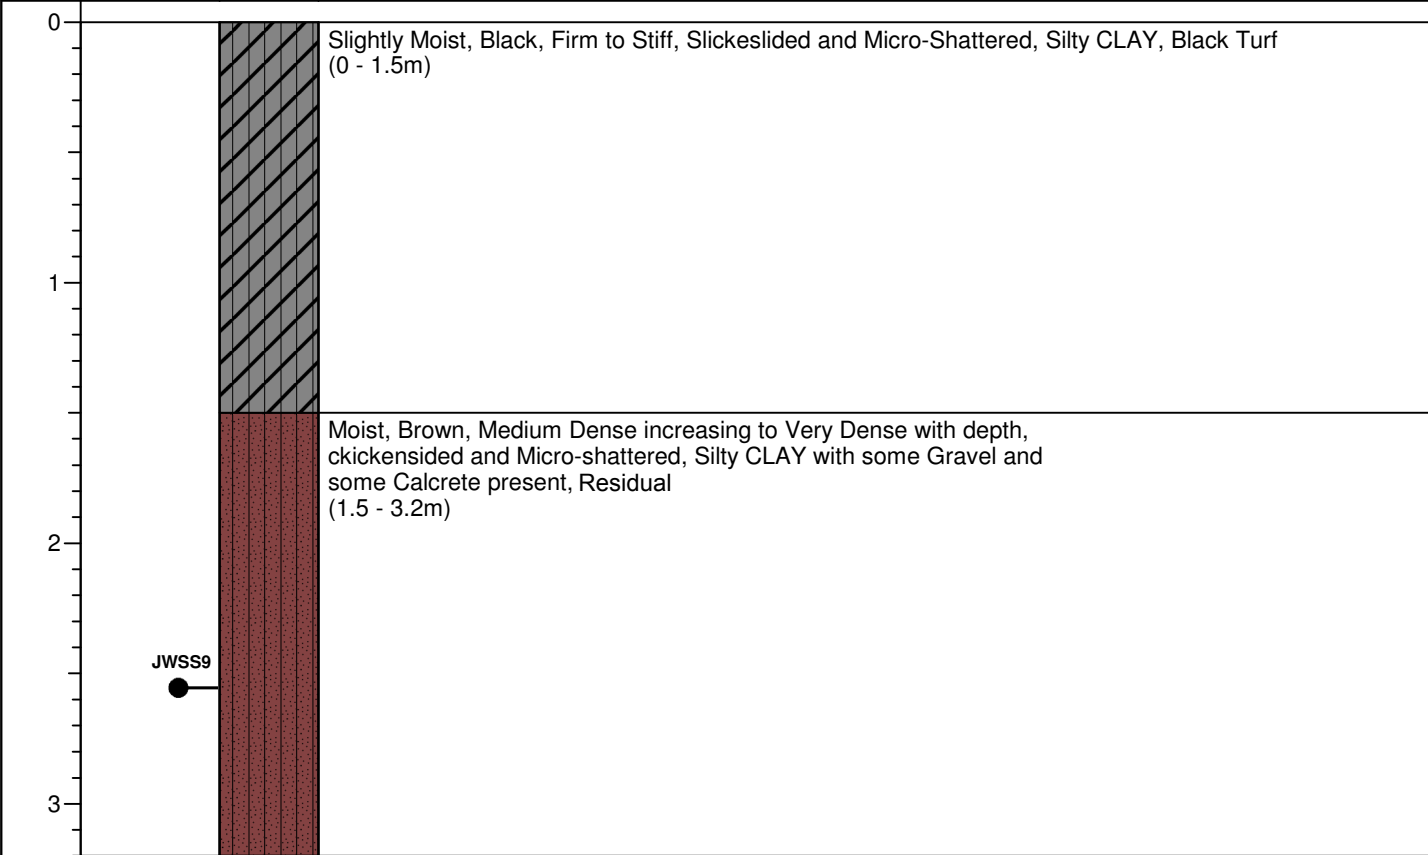 0
Slightly Moist, Black, Firm to Stiff, Slickeslided and Micro-Shattered, Silty CLAY, Black Turf
(0 - 1.5m)
1
Moist, Brown, Medium Dense increasing to Very Dense with depth,
ckickensided and Micro-shattered, Silty CLAY with some Gravel and
some Calcrete present, Residual
(1.5 - 3.2m)
2
JWSS9
3